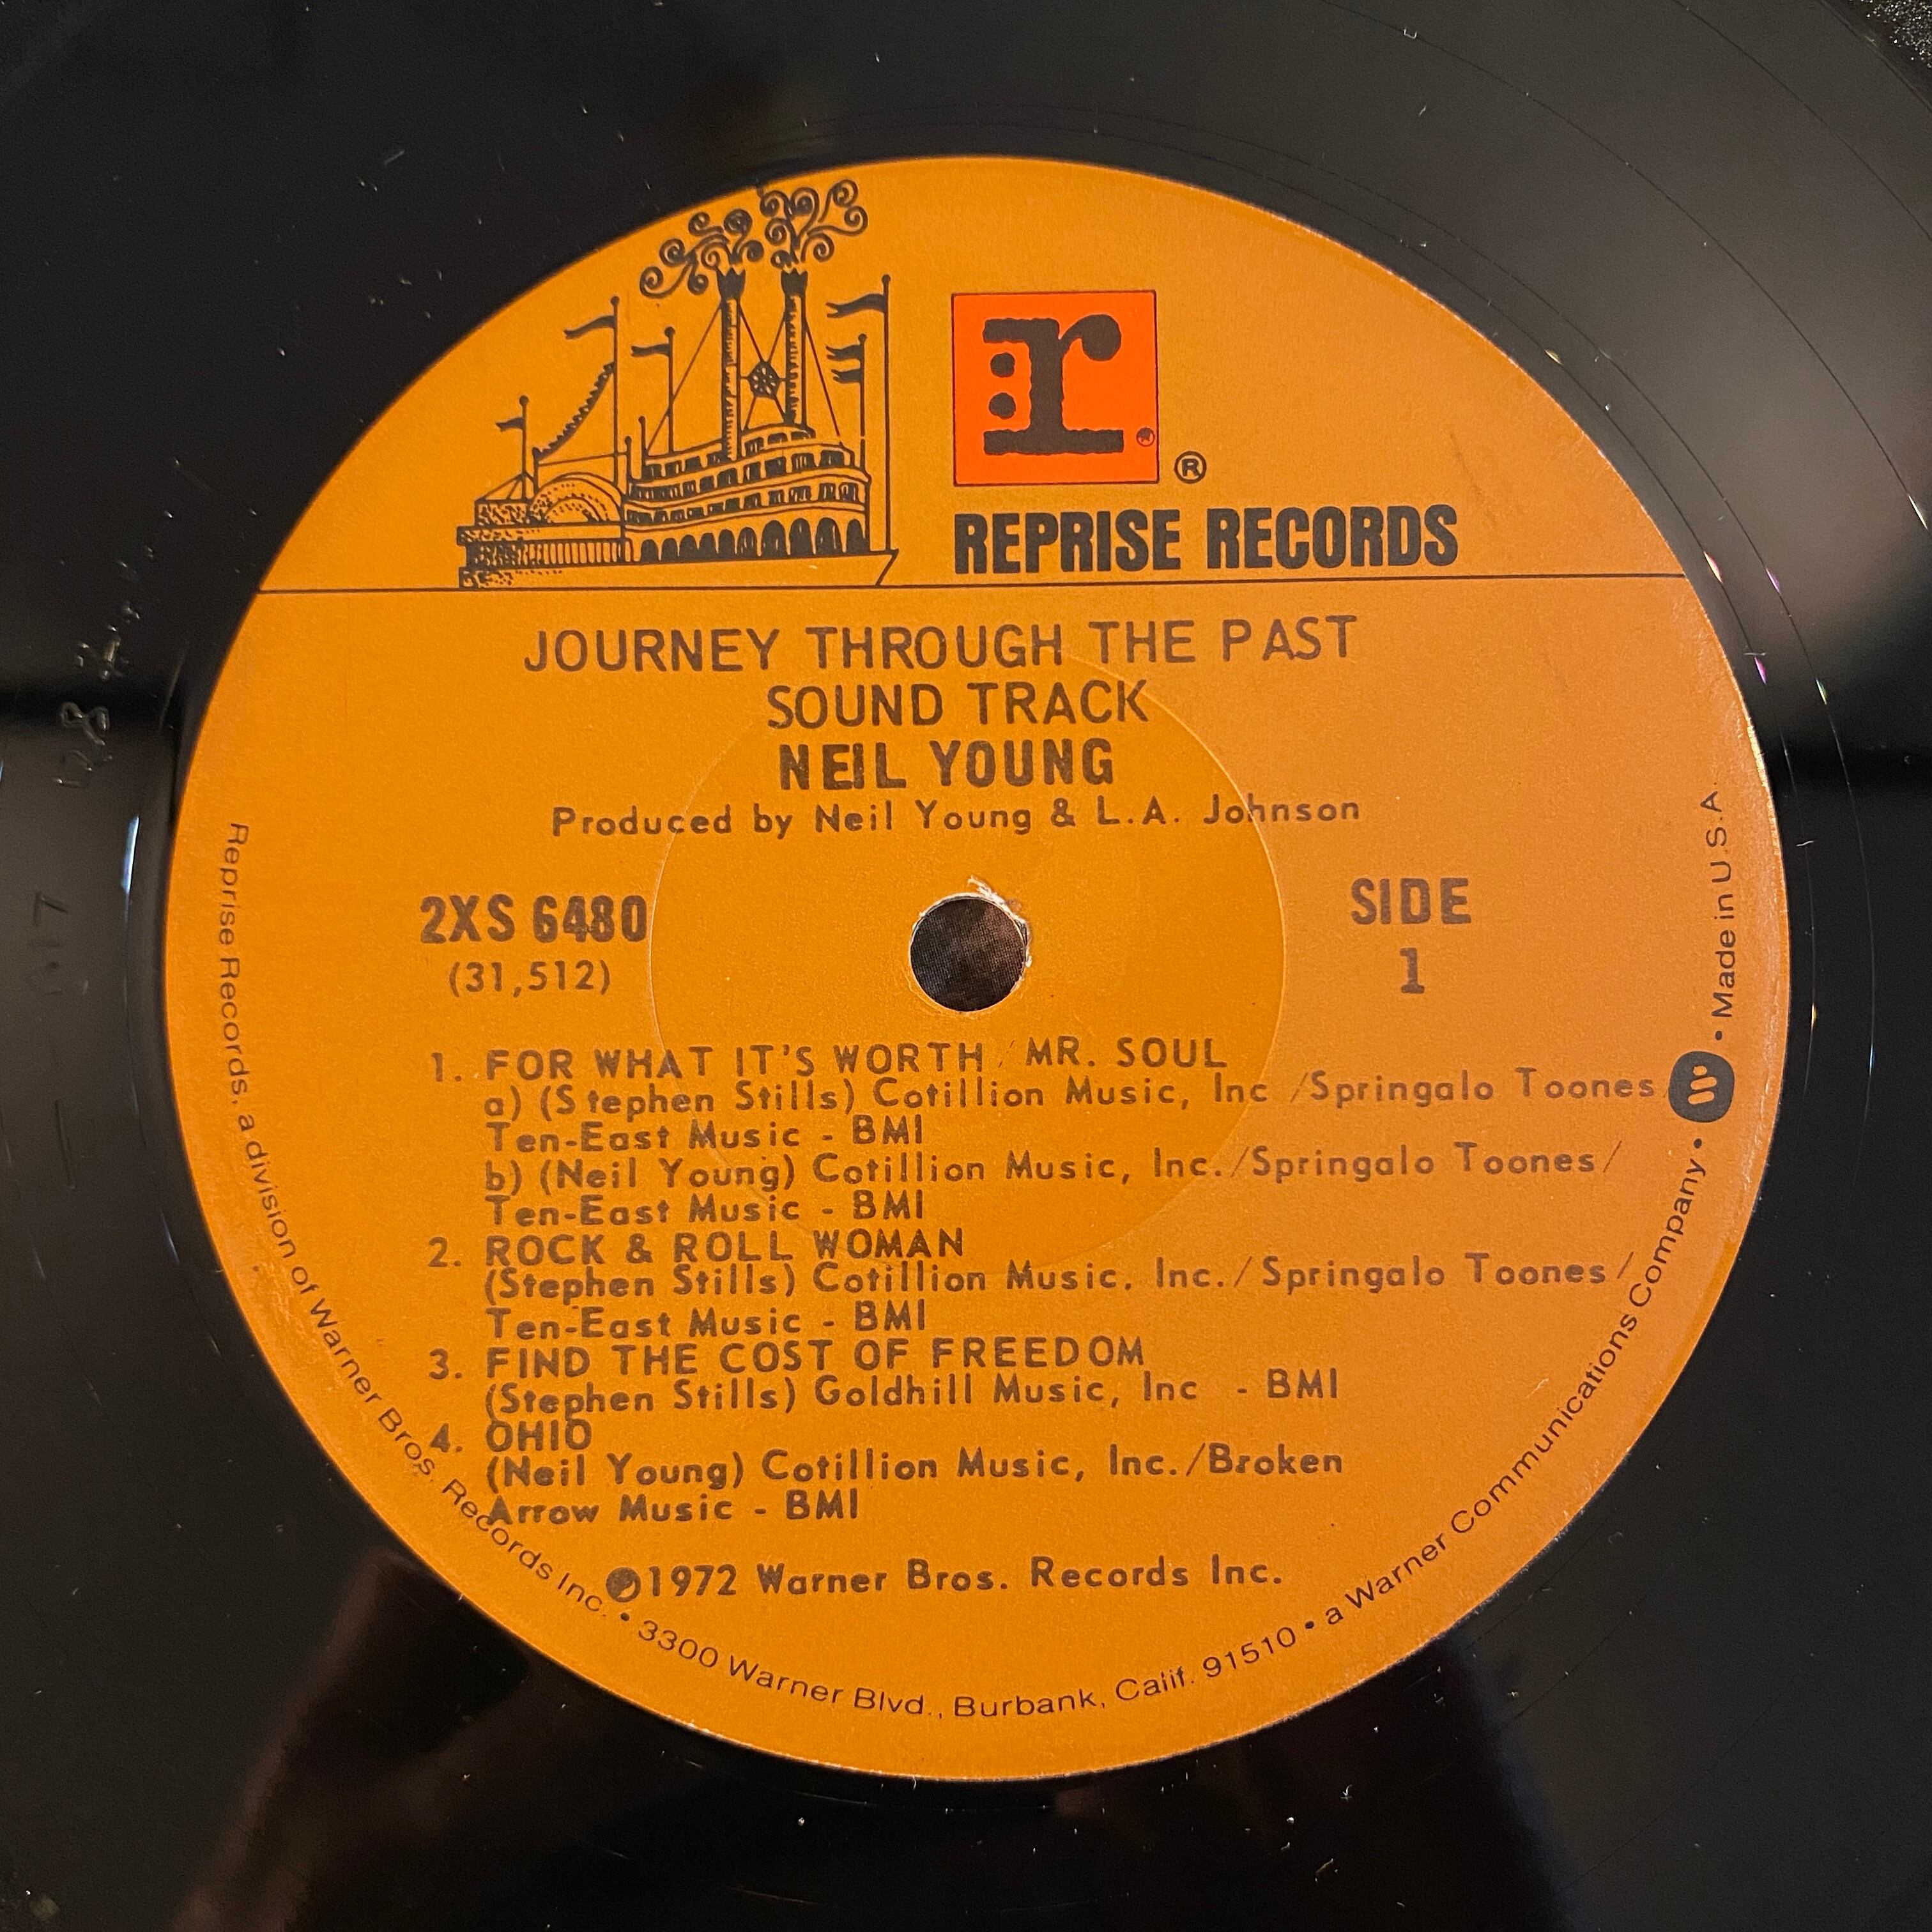 r
®
REPRISE RECORDS
JOURNEY THROUGH THE PAST
SOUND TRACK
NEIL YOUNG
Produced by Neil Young & L.A. Johnson
2XS 6480
(31,512)
SIDE
1
1. FOR WHAT IT'S WORTH / MR. SOUL
a) (Stephen Stills) Cotillion Music, Inc /Springalo Toones
Ten-East Music - BMI
b) (Neil Young) Cotillion Music, Inc./Springalo Toones/
Ten-East Music - BMI
2. ROCK & ROLL WOMAN
(Stephen Stills) Cotillion Music, Inc./Springalo Toones/
Ten-East Music - BMI
3. FIND THE COST OF FREEDOM
(Stephen Stills) Goldhill Music, Inc - BMI
4. OHIO
(Neil Young) Cotillion Music, Inc./Broken
Arrow Music - BMI
℗1972 Warner Bros. Records Inc.
Reprise Records, a division of Warner Bros. Records Inc. • 3300 Warner Blvd., Burbank, Calif. 91510 • a Warner Communications Company • W • Made in U.S.A.